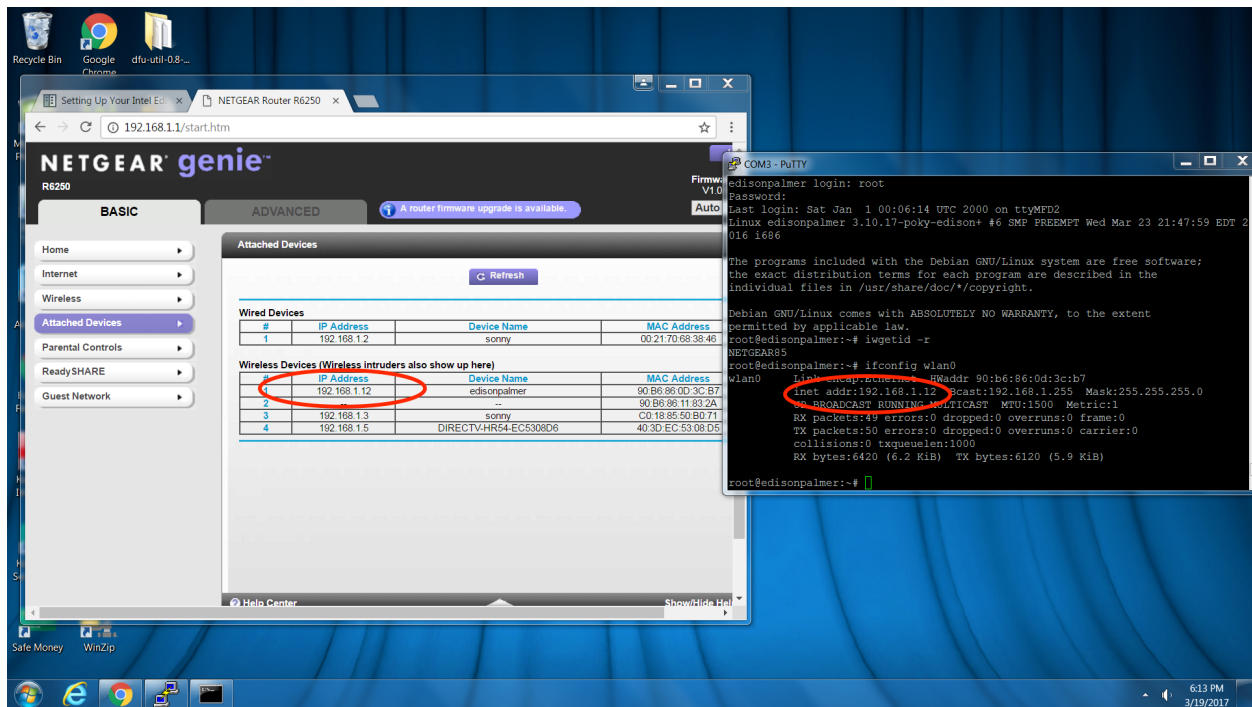 Recycle Bin
Google Chrome
dfu-util-0.8-...
Setting Up Your Intel Ed
NETGEAR Router R6250
192.168.1.1/start.htm
NETGEAR genie
R6250
V1.0
BASIC
ADVANCED
A router firmware upgrade is available.
Auto
Home
Internet
Wireless
Attached Devices
Parental Controls
ReadySHARE
Guest Network
Attached Devices
Refresh
Wired Devices
# IP Address Device Name MAC Address
1 192.168.1.2 sonny 00:21:70:68:38:46
Wireless Devices (Wireless intruders also show up here)
# IP Address Device Name MAC Address
1 192.168.1.12 edisonpalmer 90:B6:86:0D:3C:B7
2 -- -- 90:B6:86:11:83:2A
3 192.168.1.3 sonny C0:18:85:50:B0:71
4 192.168.1.5 DIRECTV-HR54-EC5308D6 40:3D:EC:53:08:D5
Help Center
Show/Hide Hel
COM3 - PuTTY
edisonpalmer login: root
Password:
Last login: Sat Jan  1 00:06:14 UTC 2000 on ttyMFD2
Linux edisonpalmer 3.10.17-poky-edison+ #6 SMP PREEMPT Wed Mar 23 21:47:59 EDT 2
016 i686
The programs included with the Debian GNU/Linux system are free software;
the exact distribution terms for each program are described in the
individual files in /usr/share/doc/*/copyright.
Debian GNU/Linux comes with ABSOLUTELY NO WARRANTY, to the extent
permitted by applicable law.
root@edisonpalmer:~# iwgetid -r
NETGEAR85
root@edisonpalmer:~# ifconfig wlan0
wlan0 Link encap:Ethernet HWaddr 90:b6:86:0d:3c:b7
inet addr:192.168.1.12 Bcast:192.168.1.255 Mask:255.255.255.0
UP BROADCAST RUNNING MULTICAST MTU:1500 Metric:1
RX packets:49 errors:0 dropped:0 overruns:0 frame:0
TX packets:50 errors:0 dropped:0 overruns:0 carrier:0
collisions:0 txqueuelen:1000
RX bytes:6420 (6.2 KiB) TX bytes:6120 (5.9 KiB)
root@edisonpalmer:~#
Safe Money
WinZip
6:13 PM
3/19/2017